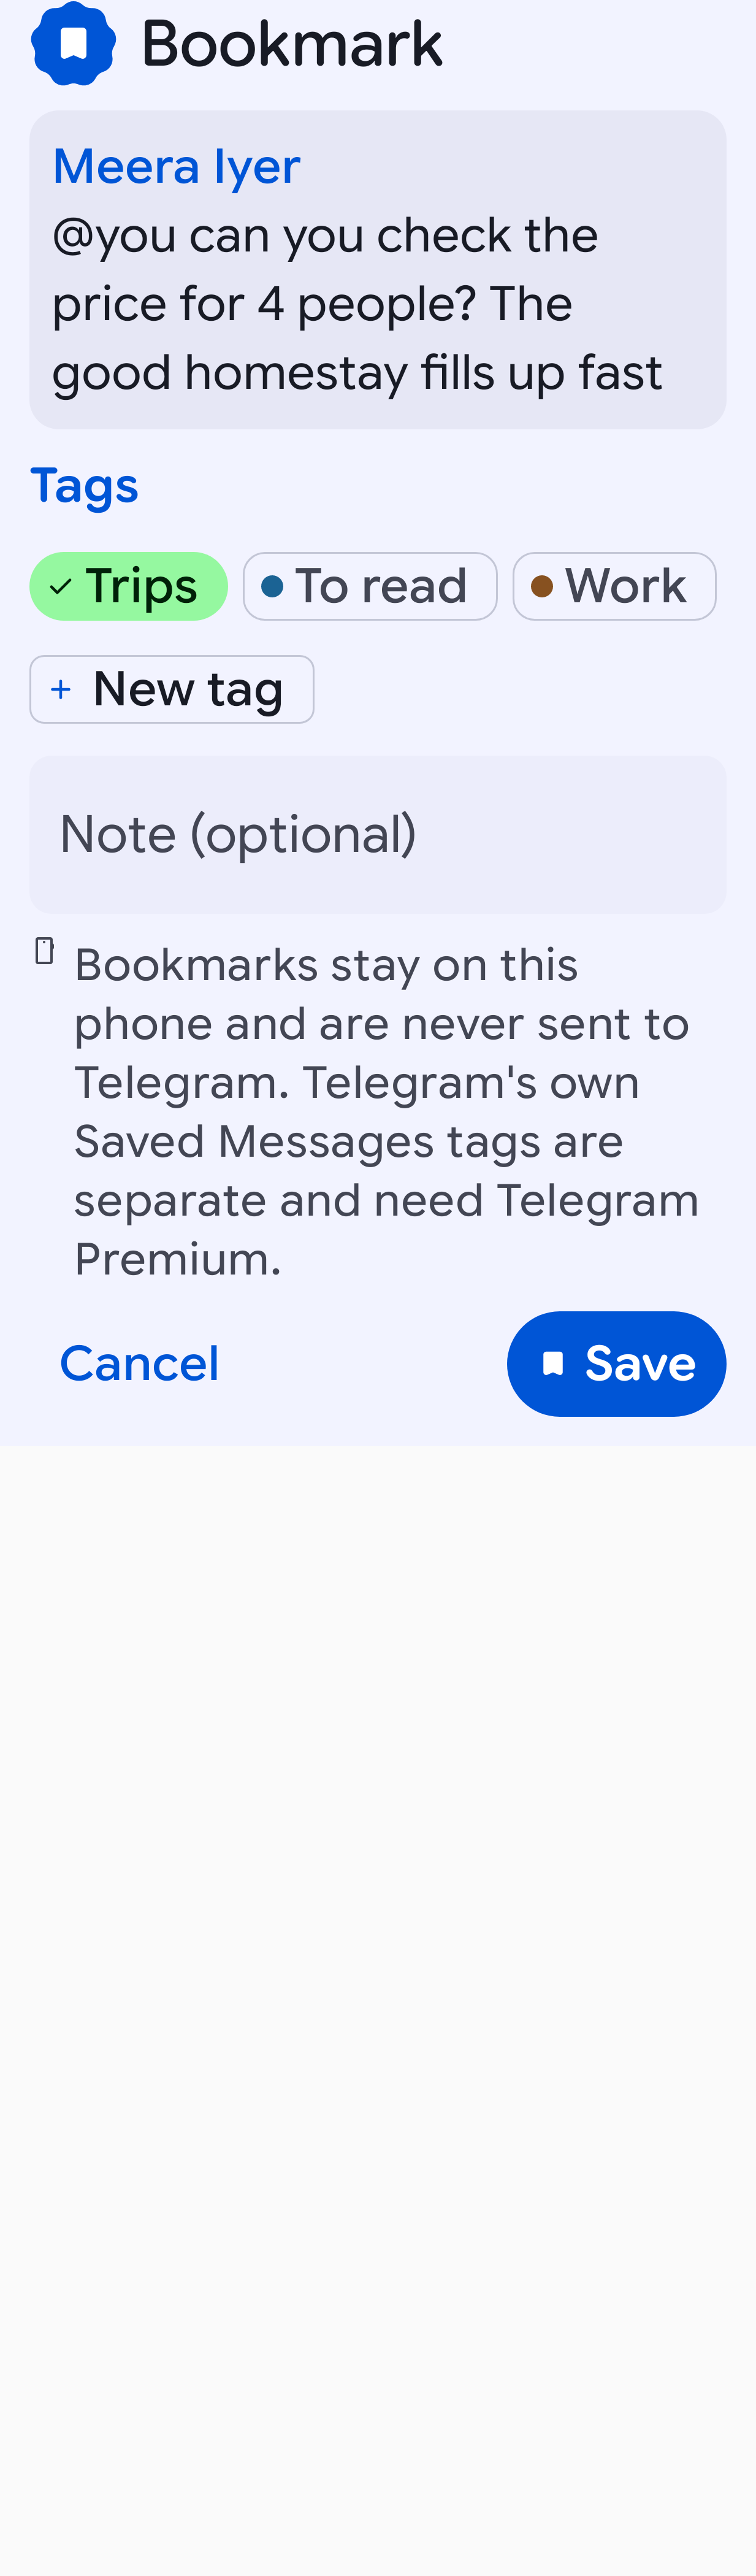 Bookmark
Meera Iyer
@you can you check the
price for 4 people? The
good homestay fills up fast
Tags
Trips
To read
Work
+ New tag
Note (optional)
Bookmarks stay on this
phone and are never sent to
Telegram. Telegram's own
Saved Messages tags are
separate and need Telegram
Premium.
Cancel
Save